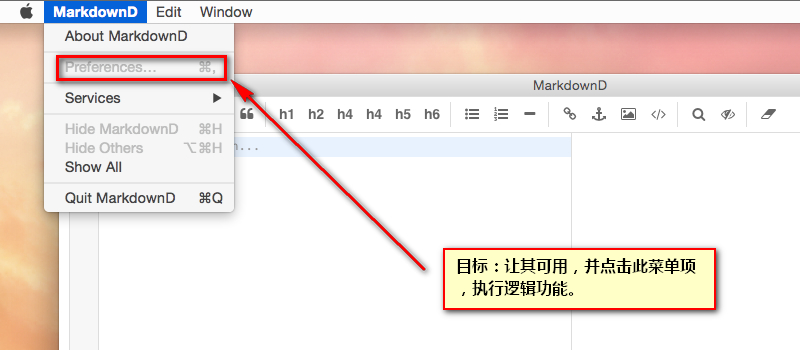 MarkdownD Edit Window
About MarkdownD
Preferences... ⌘,
MarkdownD
Services ▶
h1 h2 h4 h4 h5 h6
Hide MarkdownD ⌘H
Hide Others ⌥⌘H
Show All
Quit MarkdownD ⌘Q
目标：让其可用，并点击此菜单项
，执行逻辑功能。